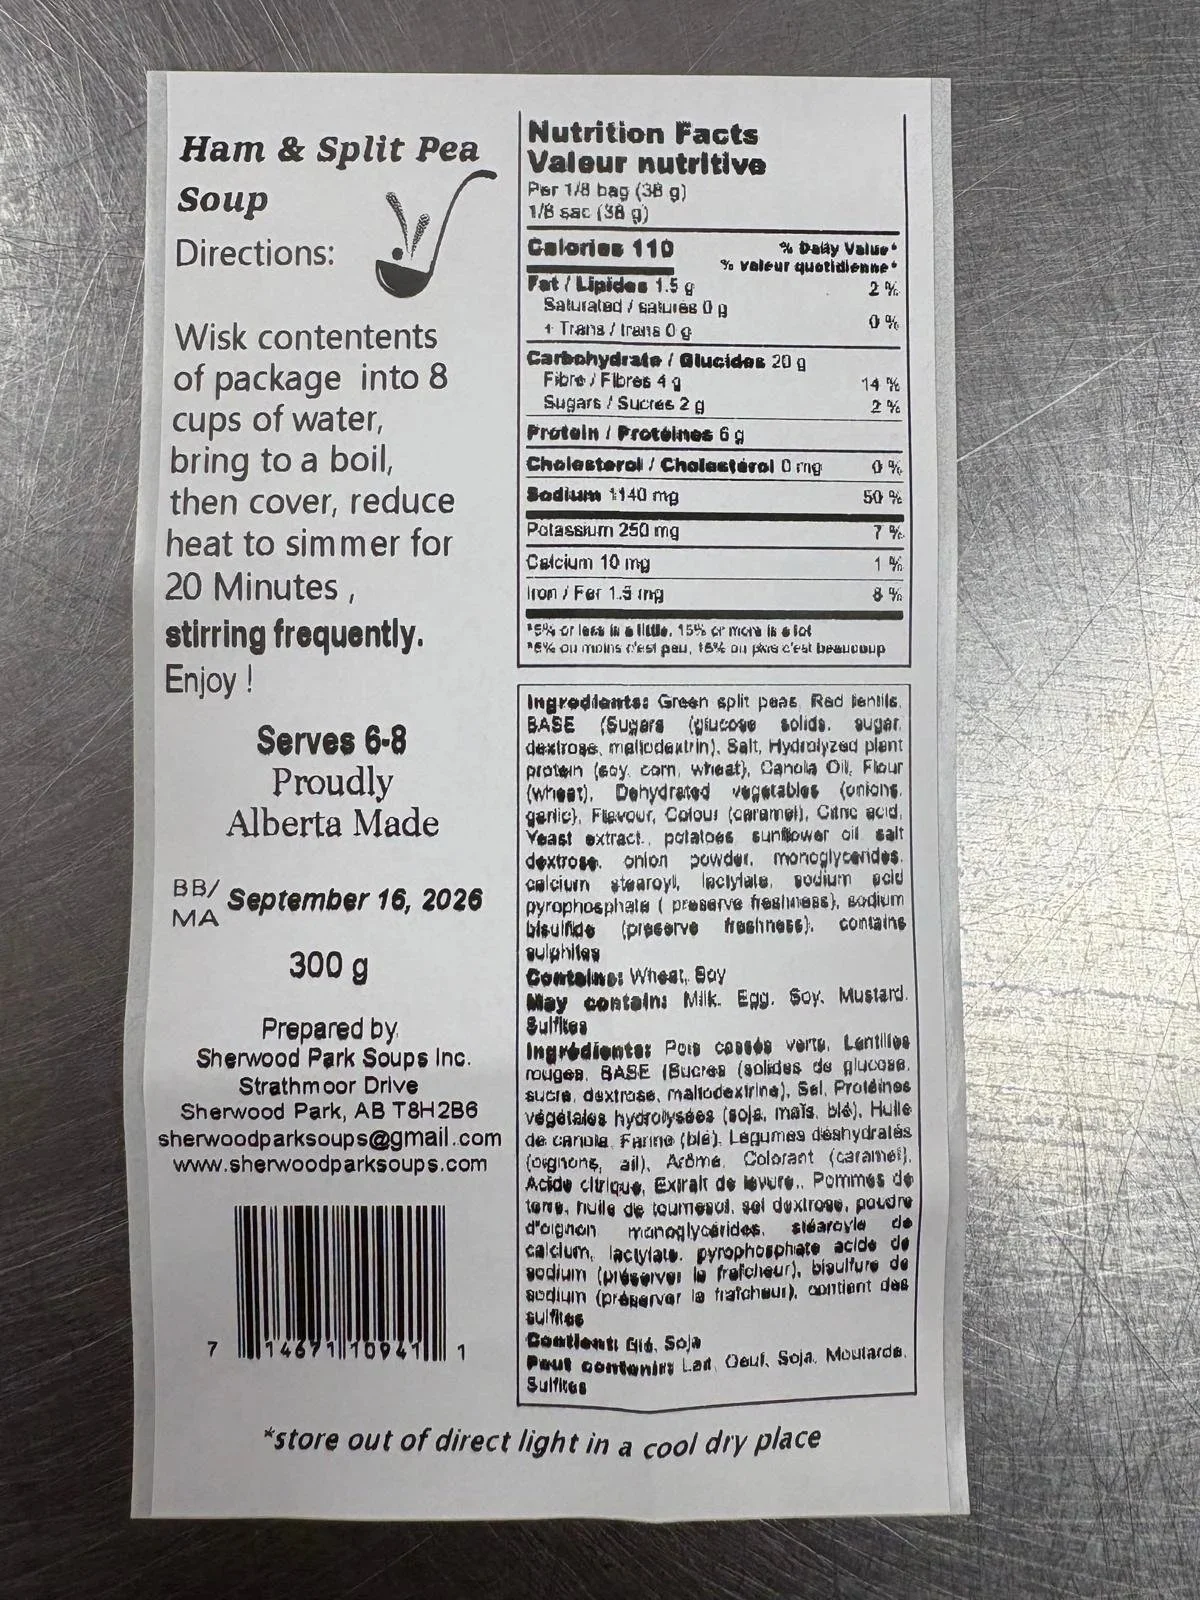 Ham & Split Pea
Soup
Directions:
Wisk contentents
of package into 8
cups of water,
bring to a boil,
then cover, reduce
heat to simmer for
20 Minutes ,
stirring frequently.
Enjoy !
Serves 6-8
Proudly
Alberta Made
BB/
MA
September 16, 2026
300 g
Prepared by
Sherwood Park Soups Inc.
Strathmoor Drive
Sherwood Park, AB T8H2B6
sherwoodparksoups@gmail.com
www.sherwoodparksoups.com
7 14671 10941 1
Nutrition Facts
Valeur nutritive
Per 1/8 bag (38 g)
1/8 sac (38 g)
Calories 110
% Daily Value*
% valeur quotidienne*
Fat / Lipides 1.5 g 2 %
Saturated / saturés 0 g
+ Trans / trans 0 g 0 %
Carbohydrate / Glucides 20 g
Fibre / Fibres 4 g 14 %
Sugars / Sucres 2 g 2 %
Protein / Protéines 6 g
Cholesterol / Cholestérol 0 mg 0 %
Sodium 1140 mg 50 %
Potassium 250 mg 7 %
Calcium 10 mg 1 %
Iron / Fer 1.5 mg 8 %
*5% or less is a little, 15% or more is a lot
*5% ou moins c'est peu, 15% ou plus c'est beaucoup
Ingredients: Green split peas, Red lentils,
BASE (Sugars (glucose solids, sugar,
dextrose, maltodextrin), Salt, Hydrolyzed plant
protein (soy, corn, wheat), Canola Oil, Flour
(wheat), Dehydrated vegetables (onions,
garlic), Flavour, Colour (caramel), Citric acid,
Yeast extract., potatoes, sunflower oil, salt
dextrose, onion powder, monoglycerides,
calcium stearoyl, lactylate, sodium acid
pyrophosphate ( preserve freshness), sodium
bisulfide (preserve freshness), contains
sulphites
Contains: Wheat, Soy
May contain: Milk, Egg, Soy, Mustard,
Sulfites
Ingrédients: Pois cassés verts, Lentilles
rouges, BASE (Sucres (solides de glucose,
sucre, dextrose, maltodextrine), Sel, Protéines
végétales hydrolysées (soja, maïs, blé), Huile
de canola, Farine (blé), Légumes déshydratés
(oignons, ail), Arôme, Colorant (caramel),
Acide citrique, Extrait de levure., Pommes de
terre, huile de tournesol, sel dextrose, poudre
d'oignon monoglycérides, stéaroyle de
calcium, lactylate, pyrophosphate acide de
sodium (préserver la fraîcheur), bisulfure de
sodium (préserver la fraîcheur), contient des
sulfites
Contient: Blé, Soja
Peut contenir: Lait, Oeuf, Soja, Moutarde,
Sulfites
*store out of direct light in a cool dry place